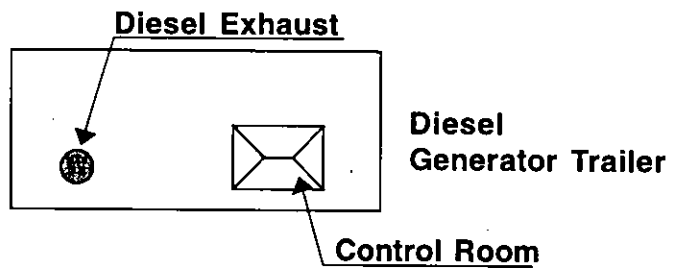 Diesel Exhaust
Diesel
Generator Trailer
Control Room